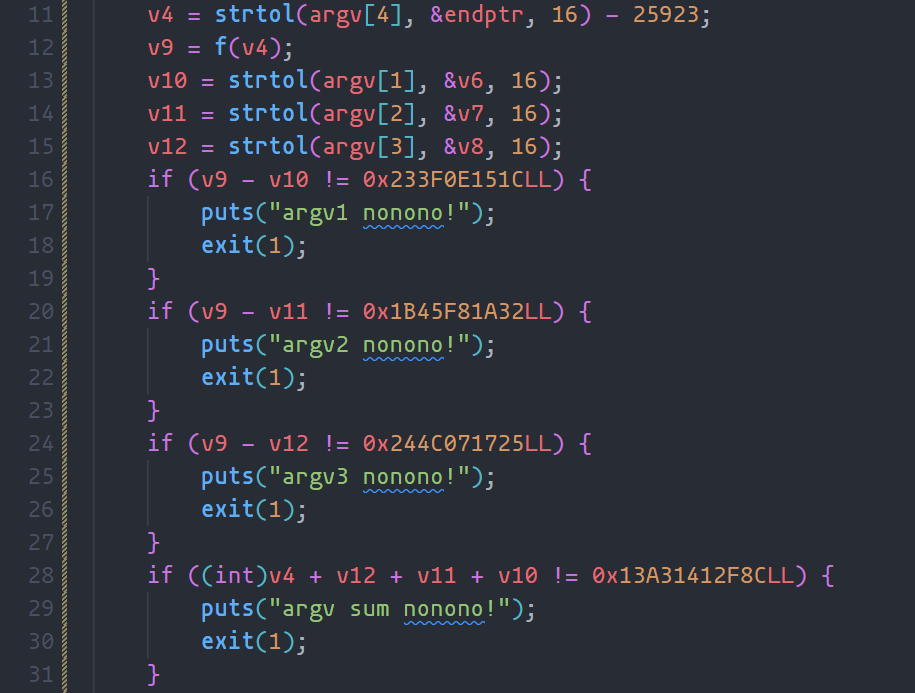 11 v4 = strtol(argv[4], &endptr, 16) - 25923;
12 v9 = f(v4);
13 v10 = strtol(argv[1], &v6, 16);
14 v11 = strtol(argv[2], &v7, 16);
15 v12 = strtol(argv[3], &v8, 16);
16 if (v9 - v10 != 0x233F0E151CLL) {
17 puts("argv1 nonono!");
18 exit(1);
19 }
20 if (v9 - v11 != 0x1B45F81A32LL) {
21 puts("argv2 nonono!");
22 exit(1);
23 }
24 if (v9 - v12 != 0x244C071725LL) {
25 puts("argv3 nonono!");
26 exit(1);
27 }
28 if ((int)v4 + v12 + v11 + v10 != 0x13A31412F8CLL) {
29 puts("argv sum nonono!");
30 exit(1);
31 }